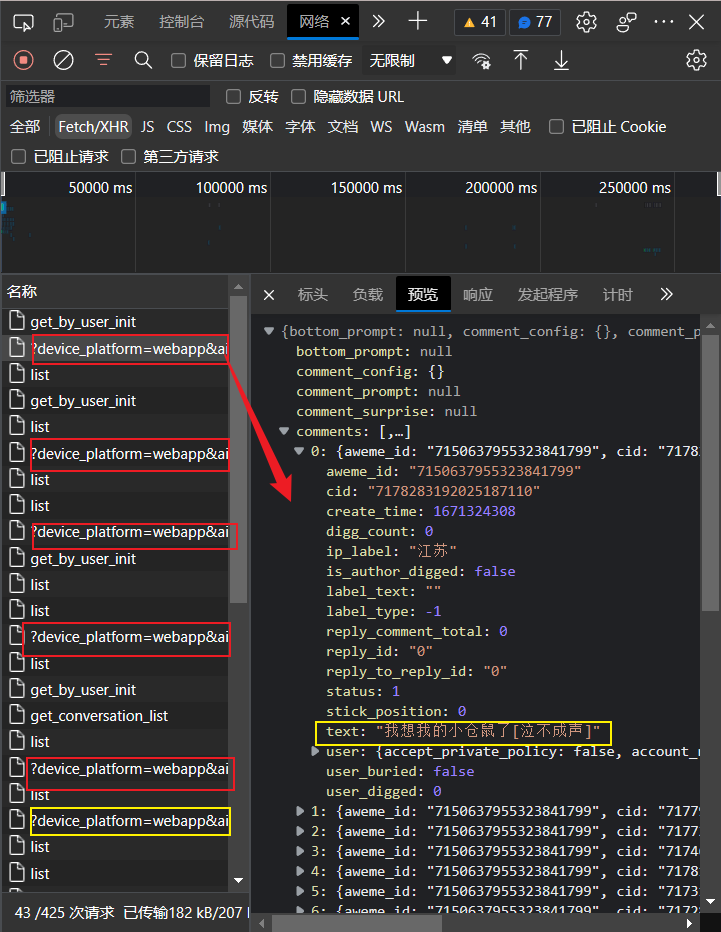 元素 控制台 源代码 网络 41 77
保留日志 禁用缓存 无限制
筛选器 反转 隐藏数据 URL
全部 Fetch/XHR JS CSS Img 媒体 字体 文档 WS Wasm 清单 其他 已阻止 Cookie
已阻止请求 第三方请求
50000 ms 100000 ms 150000 ms 200000 ms 250000 ms
名称
get_by_user_init
?device_platform=webapp&ai
list
get_by_user_init
list
?device_platform=webapp&ai
list
list
?device_platform=webapp&ai
get_by_user_init
list
list
?device_platform=webapp&ai
list
get_by_user_init
get_conversation_list
list
?device_platform=webapp&ai
list
?device_platform=webapp&ai
list
list
43 /425 次请求 已传输182 kB/207
标头 负载 预览 响应 发起程序 计时
{bottom_prompt: null, comment_config: {}, comment_p
bottom_prompt: null
comment_config: {}
comment_prompt: null
comment_surprise: null
comments: [,…]
0: {aweme_id: "7150637955323841799", cid: "7178
aweme_id: "7150637955323841799"
cid: "7178283192025187110"
create_time: 1671324308
digg_count: 0
ip_label: "江苏"
is_author_digged: false
label_text: ""
label_type: -1
reply_comment_total: 0
reply_id: "0"
reply_to_reply_id: "0"
status: 1
stick_position: 0
text: "我想我的小仓鼠了[泣不成声]"
user: {accept_private_policy: false, account_
user_buried: false
user_digged: 0
1: {aweme_id: "7150637955323841799", cid: "7177
2: {aweme_id: "7150637955323841799", cid: "7177
3: {aweme_id: "7150637955323841799", cid: "7174
4: {aweme_id: "7150637955323841799", cid: "7178
5: {aweme_id: "7150637955323841799", cid: "7173
6: {aweme_id: "7150637955323841799", cid: "7172